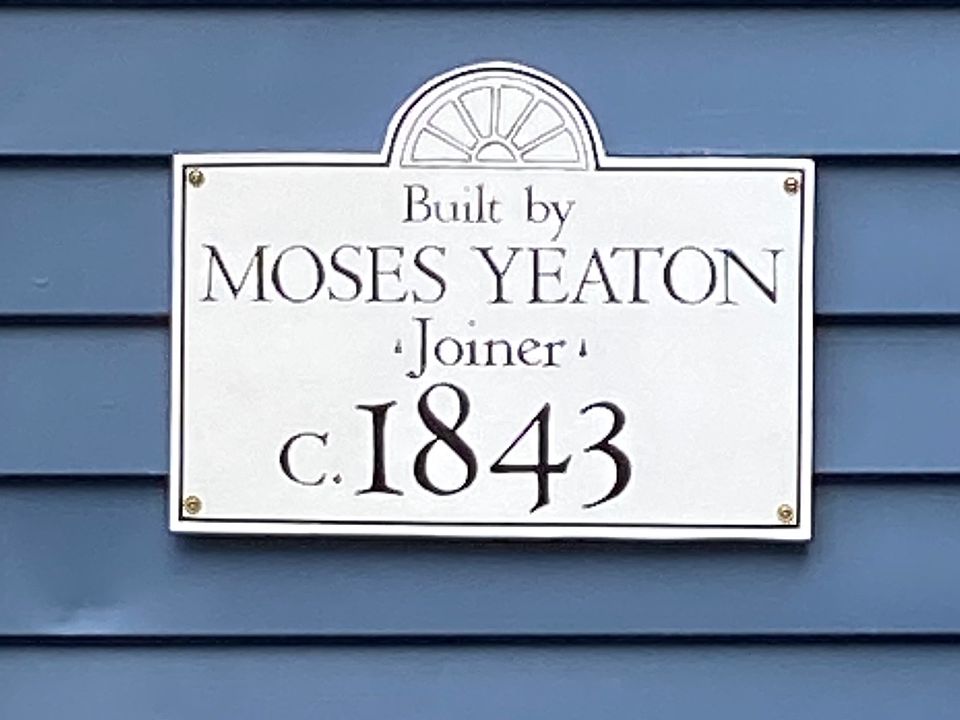 Built by
MOSES YEATON
Joiner
C.1843